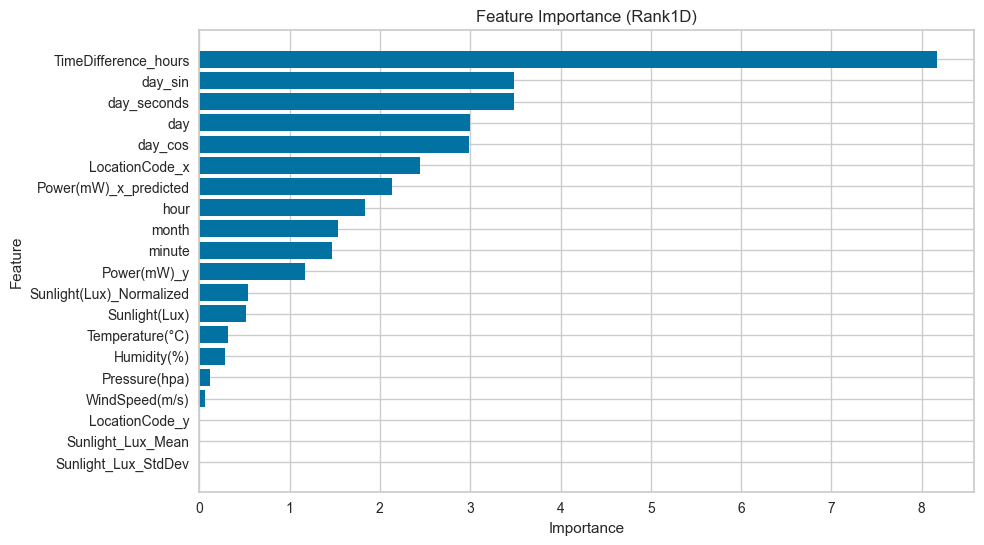 Feature Importance (Rank1D)
TimeDifference_hours
day_sin
day_seconds
day
day_cos
LocationCode_x
Power(mW)_x_predicted
hour
month
minute
Power(mW)_y
Sunlight(Lux)_Normalized
Sunlight(Lux)
Temperature(°C)
Humidity(%)
Pressure(hpa)
WindSpeed(m/s)
LocationCode_y
Sunlight_Lux_Mean
Sunlight_Lux_StdDev
Feature
0 1 2 3 4 5 6 7 8
Importance